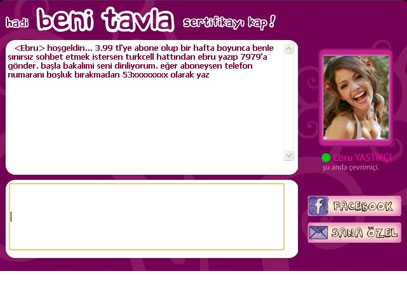 hadi beni tavla sertifikayı kap!
<Ebru> hoşgeldin... 3.99 tl'ye abone olup bir hafta boyunca benle
sınırsız sohbet etmek istersen turkcell hattından ebru yazıp 7979'a
gönder. başla bakalımi seni dinliyorum. eğer aboneysen telefon
numaranı boşluk bırakmadan 53xxxxxxxx olarak yaz
Ebru YASTIKÇI
şu anda çevrimiçi.
FACEBOOK
SANA ÖZEL